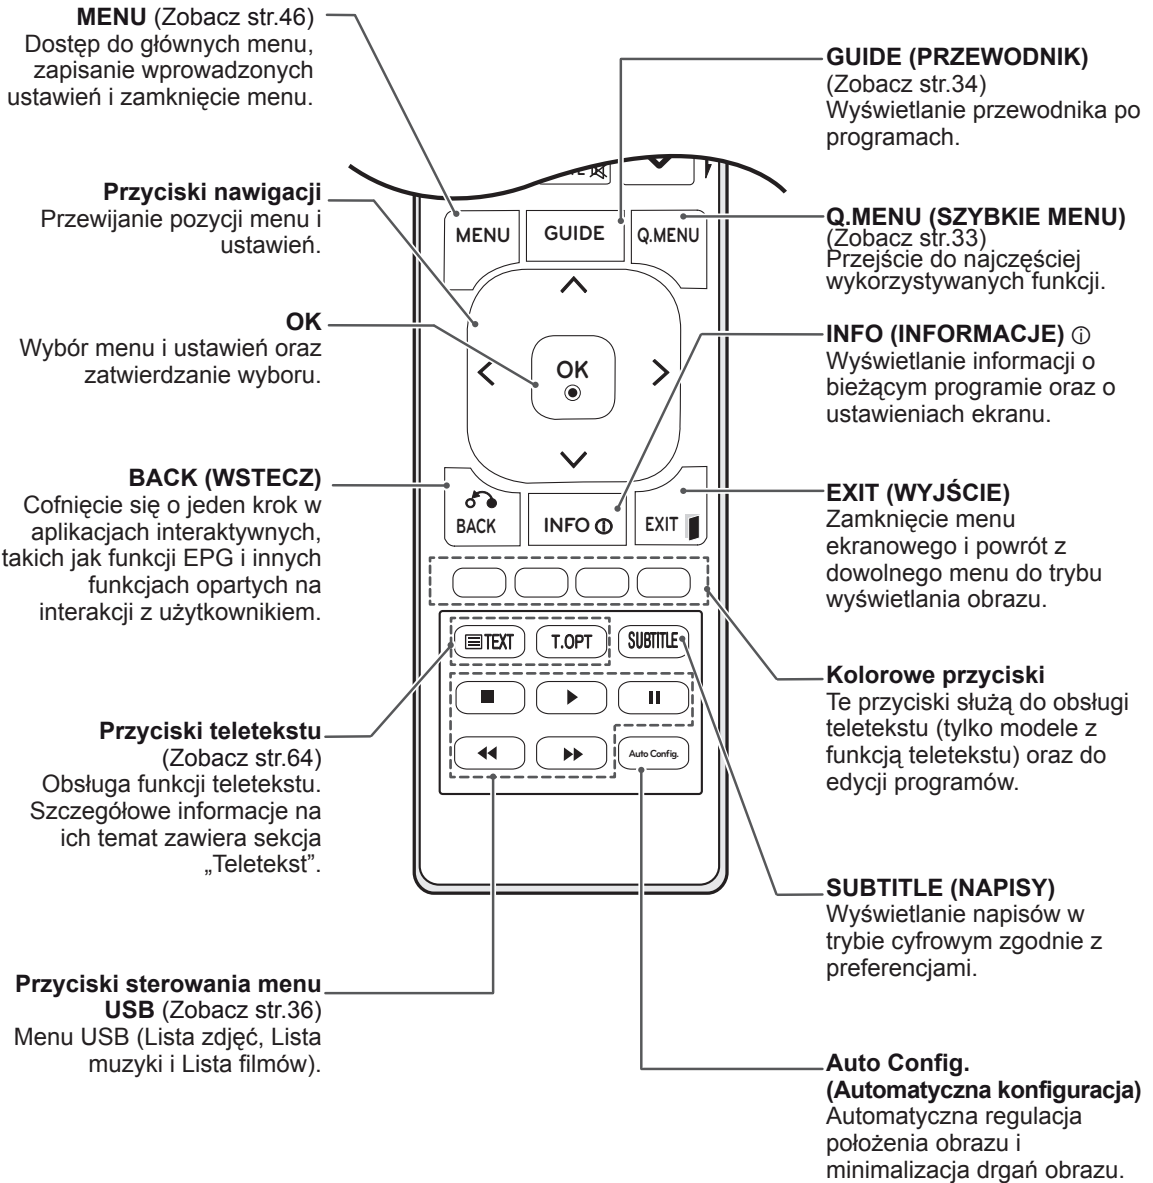 MENU (Zobacz str.46)
Dostęp do głównych menu,
zapisanie wprowadzonych
ustawień i zamknięcie menu.
Przyciski nawigacji
Przewijanie pozycji menu i
ustawień.
OK
Wybór menu i ustawień oraz
zatwierdzanie wyboru.
BACK (WSTECZ)
Cofnięcie się o jeden krok w
aplikacjach interaktywnych,
takich jak funkcji EPG i innych
funkcjach opartych na
interakcji z użytkownikiem.
Przyciski teletekstu
(Zobacz str.64)
Obsługa funkcji teletekstu.
Szczegółowe informacje na
ich temat zawiera sekcja
„Teletekst”.
Przyciski sterowania menu
USB (Zobacz str.36)
Menu USB (Lista zdjęć, Lista
muzyki i Lista filmów).
MENU
GUIDE
Q.MENU
OK
BACK
INFO ⓘ
EXIT
TEXT
T.OPT
SUBTITLE
Auto Config.
GUIDE (PRZEWODNIK)
(Zobacz str.34)
Wyświetlanie przewodnika po
programach.
Q.MENU (SZYBKIE MENU)
(Zobacz str.33)
Przejście do najczęściej
wykorzystywanych funkcji.
INFO (INFORMACJE) ⓘ
Wyświetlanie informacji o
bieżącym programie oraz o
ustawieniach ekranu.
EXIT (WYJŚCIE)
Zamknięcie menu
ekranowego i powrót z
dowolnego menu do trybu
wyświetlania obrazu.
Kolorowe przyciski
Te przyciski służą do obsługi
teletekstu (tylko modele z
funkcją teletekstu) oraz do
edycji programów.
SUBTITLE (NAPISY)
Wyświetlanie napisów w
trybie cyfrowym zgodnie z
preferencjami.
Auto Config.
(Automatyczna konfiguracja)
Automatyczna regulacja
położenia obrazu i
minimalizacja drgań obrazu.